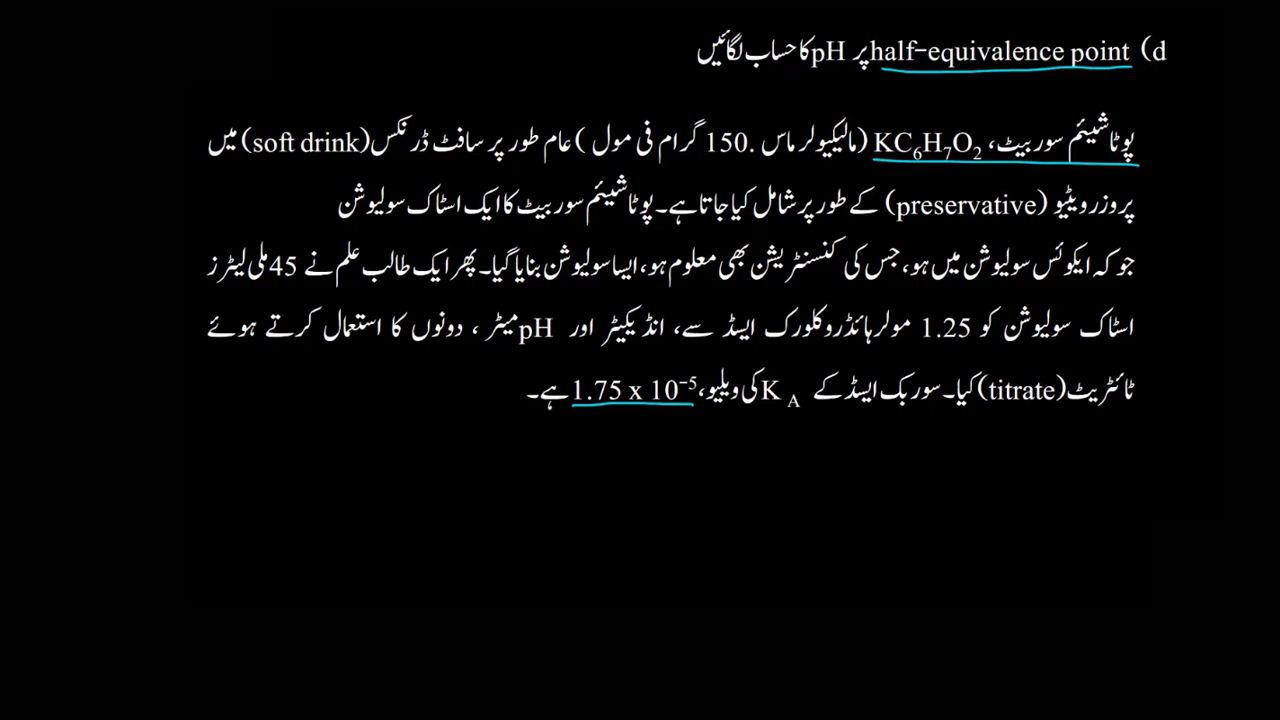 d) half-equivalence point پر pH کا حساب لگائیں
پوٹاشیئم سوربیٹ، KC₆H₇O₂ (مالیکیولر ماس .150 گرام فی مول ) عام طور پر سافٹ ڈرنکس(soft drink) میں
پروزرویٹیو (preservative) کے طور پر شامل کیا جاتا ہے۔ پوٹاشیئم سوربیٹ کا ایک اسٹاک سولیوشن
جو کہ ایکوئس سولیوشن میں ہو، جس کی کنسنٹریشن بھی معلوم ہو، ایسا سولیوشن بنایا گیا۔ پھر ایک طالب علم نے 45 ملی لیٹرز
اسٹاک سولیوشن کو 1.25 مولر ہائڈروکلورک ایسڈ سے، انڈیکیٹر اور pH میٹر ، دونوں کا استعمال کرتے ہوئے
ٹائٹریٹ(titrate) کیا۔ سوربک ایسڈ کے K A کی ویلیو، 1.75 x 10⁻⁵ ہے۔